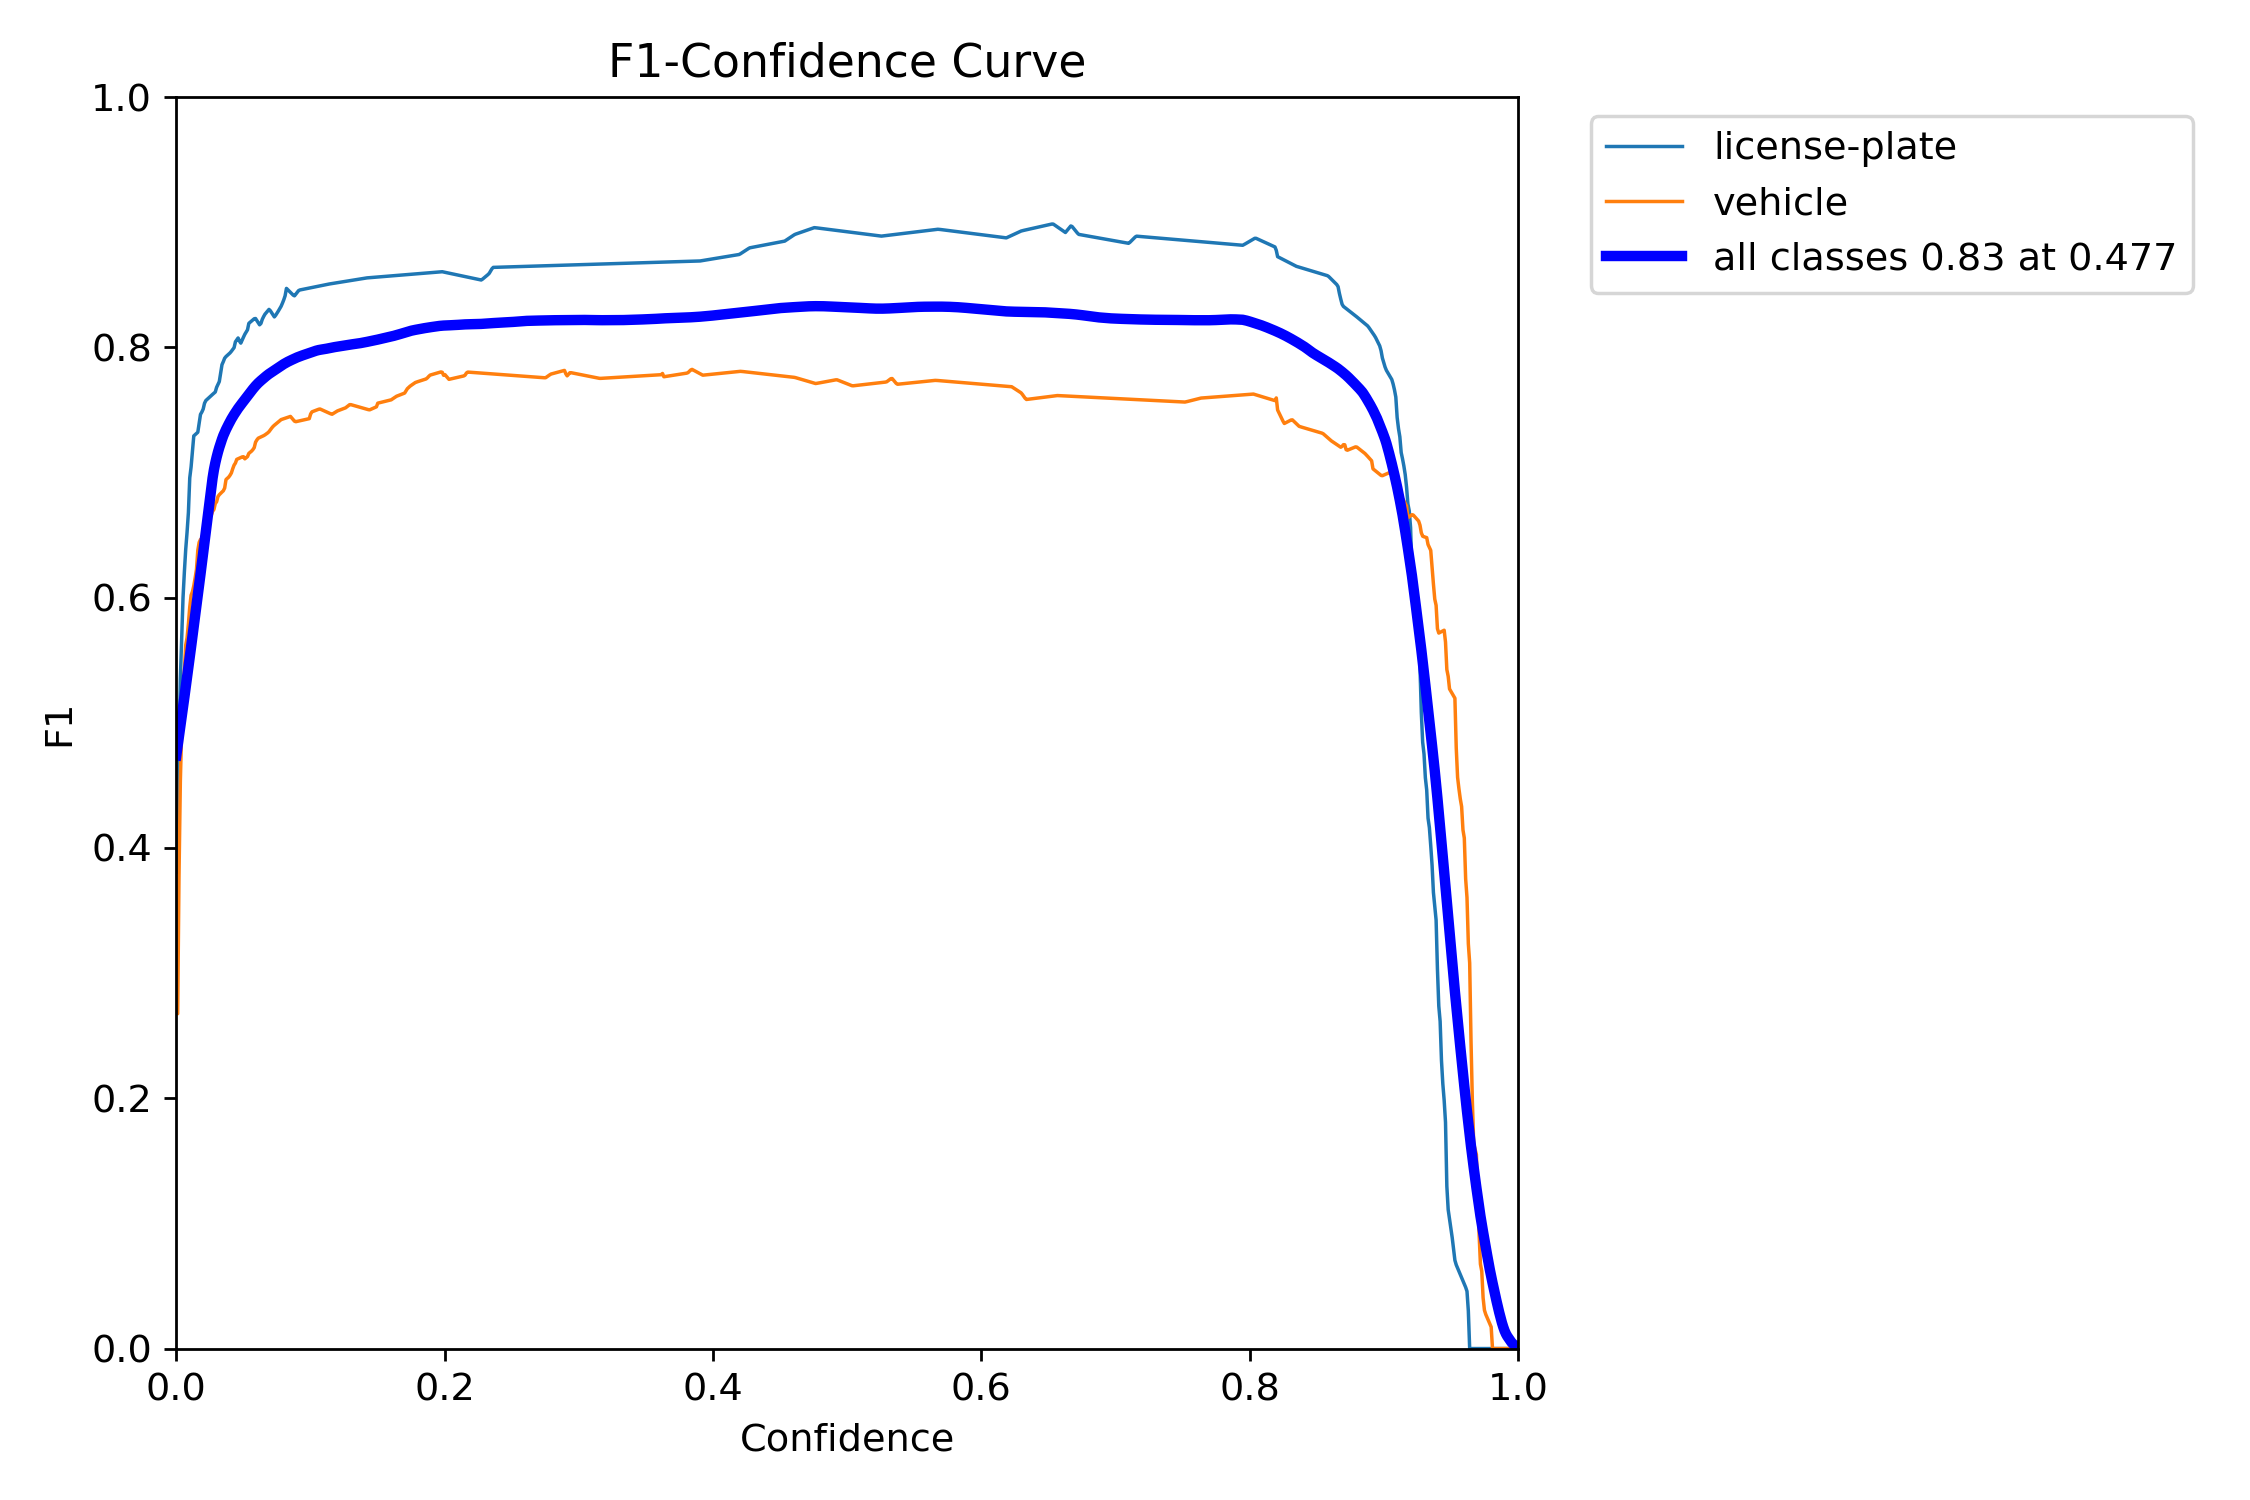 F1-Confidence Curve
license-plate
vehicle
all classes 0.83 at 0.477
1.0
0.8
0.6
0.4
0.2
0.0
F1
0.0 0.2 0.4 0.6 0.8 1.0
Confidence